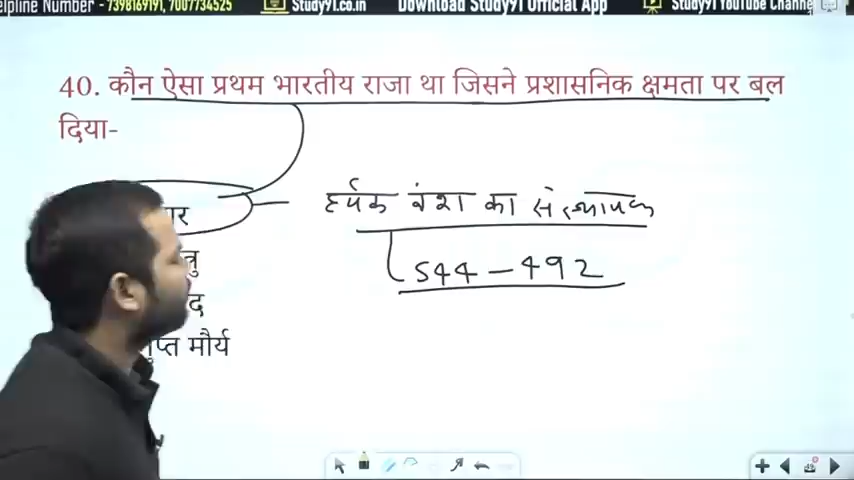 elpline Number - 7398169191, 7007734525 Study91.co.in Download Study91 Official App Study91 YouTube Channe
40. कौन ऐसा प्रथम भारतीय राजा था जिसने प्रशासनिक क्षमता पर बल
दिया-
हर्यक वंश का संस्थापक
544-492
मौर्य